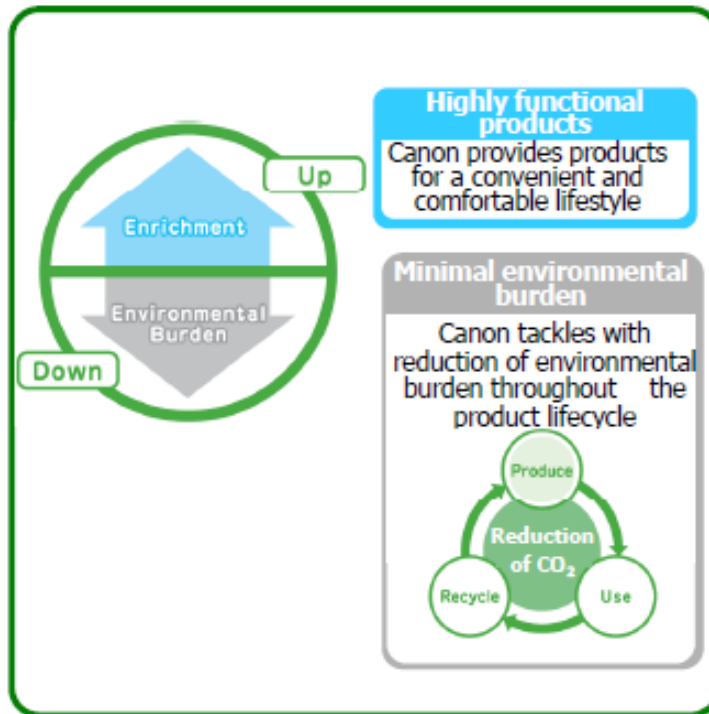 Up
Enrichment
Environmental
Burden
Down
Highly functional
products
Canon provides products
for a convenient and
comfortable lifestyle
Minimal environmental
burden
Canon tackles with
reduction of environmental
burden throughout the
product lifecycle
Produce
Reduction
of CO₂
Recycle
Use